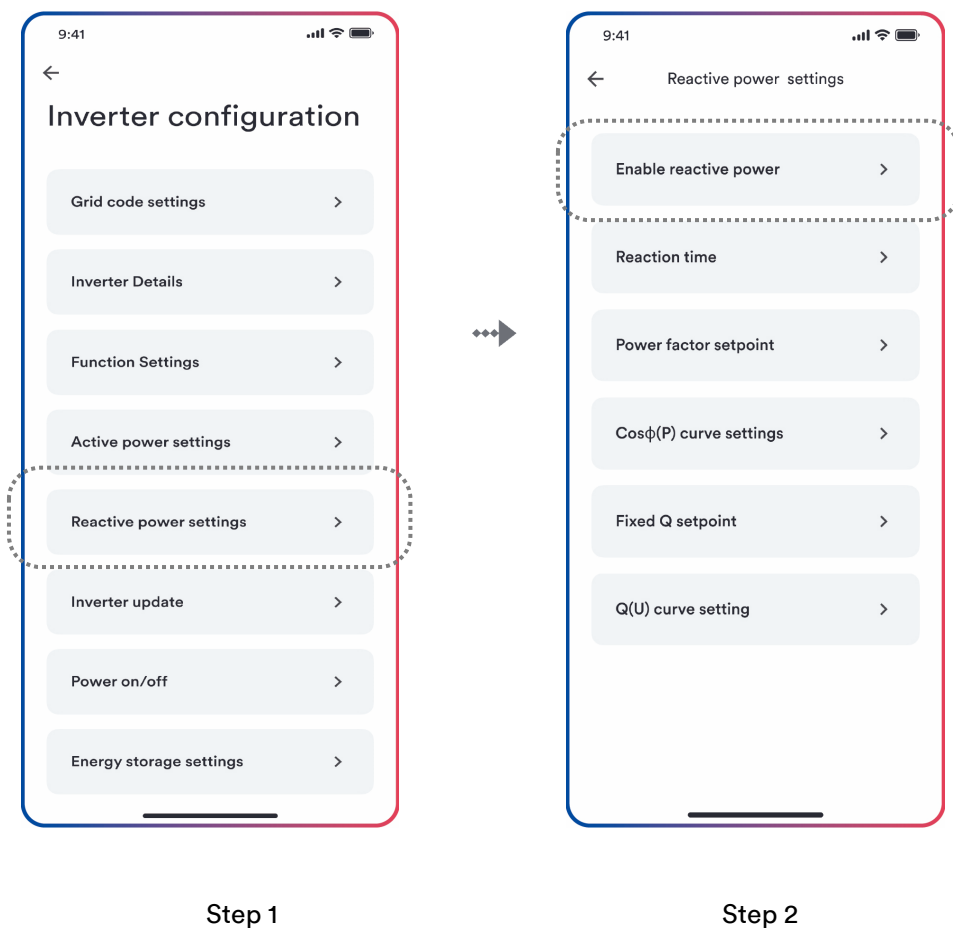 9:41
Inverter configuration
Grid code settings
Inverter Details
Function Settings
Active power settings
Reactive power settings
Inverter update
Power on/off
Energy storage settings
Step 1
9:41
Reactive power settings
Enable reactive power
Reaction time
Power factor setpoint
Cosϕ(P) curve settings
Fixed Q setpoint
Q(U) curve setting
Step 2